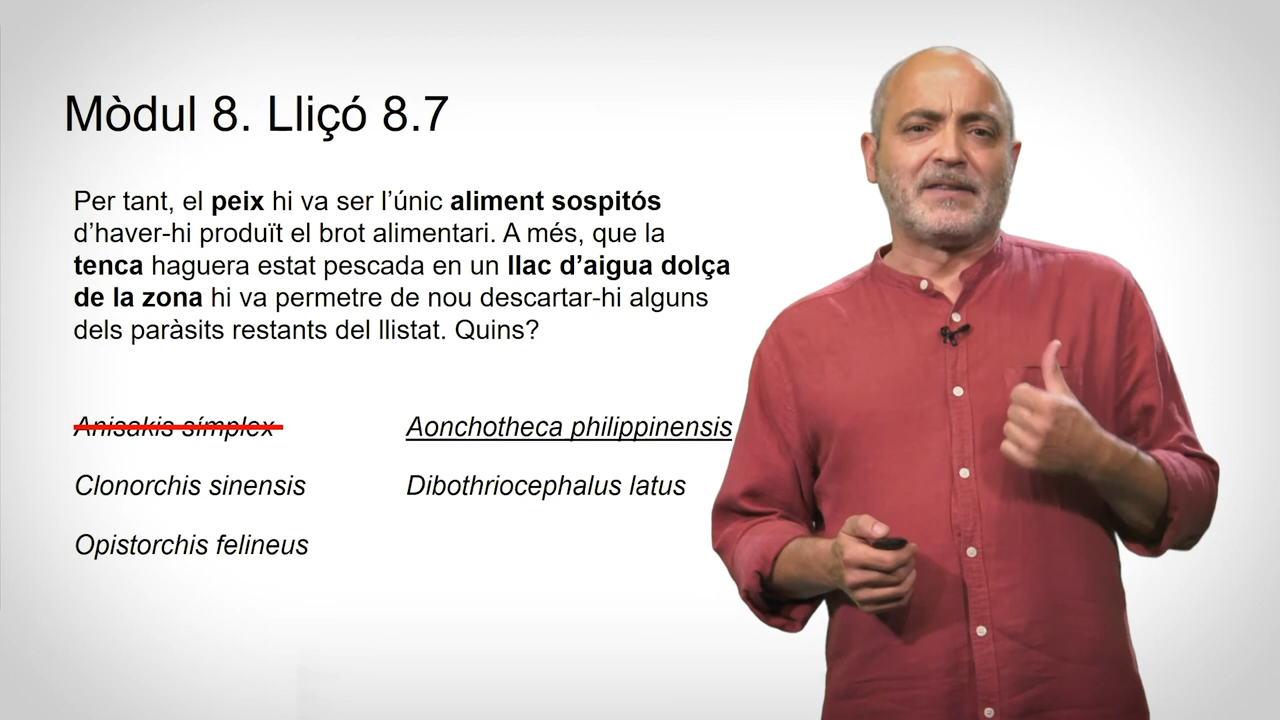 Mòdul 8. Lliçó 8.7
Per tant, el peix hi va ser l’únic aliment sospitós
d’haver-hi produït el brot alimentari. A més, que la
tenca haguera estat pescada en un llac d’aigua dolça
de la zona hi va permetre de nou descartar-hi alguns
dels paràsits restants del llistat. Quins?
Anisakis símplex
Aonchotheca philippinensis
Clonorchis sinensis
Dibothriocephalus latus
Opistorchis felineus